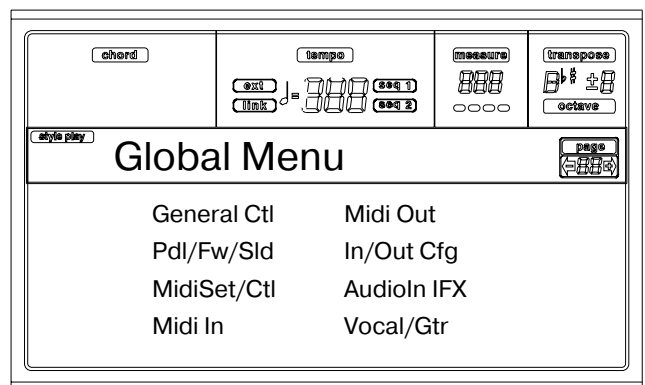 chord
tempo
measure
transpose
ext
link
seq 1
seq 2
octave
style play
Global Menu
page
General Ctl
Midi Out
Pdl/Fw/Sld
In/Out Cfg
MidiSet/Ctl
AudioIn IFX
Midi In
Vocal/Gtr